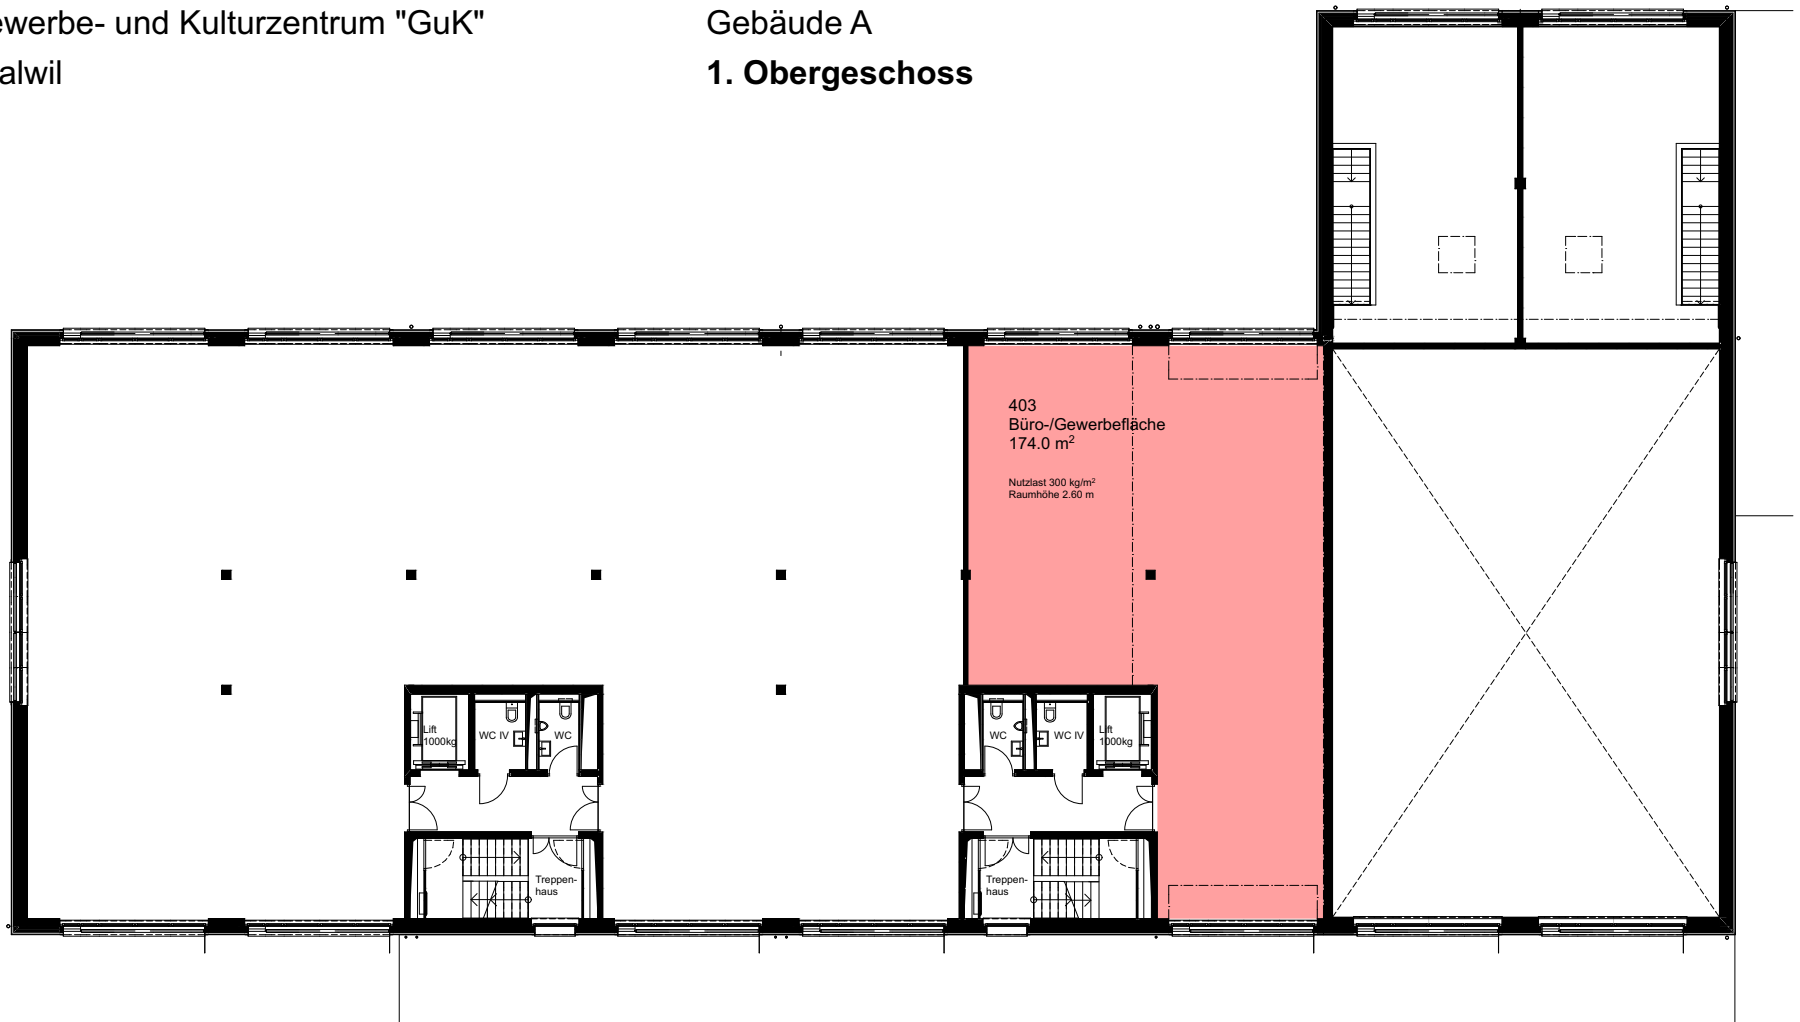 ewerbe- und Kulturzentrum "GuK"
alwil
Gebäude A
1. Obergeschoss
403
Büro-/Gewerbefläche
174.0 m²
Nutzlast 300 kg/m²
Raumhöhe 2.60 m
Lift
1000kg
WC IV
WC
WC
WC IV
Lift
1000kg
Treppen-
haus
Treppen-
haus